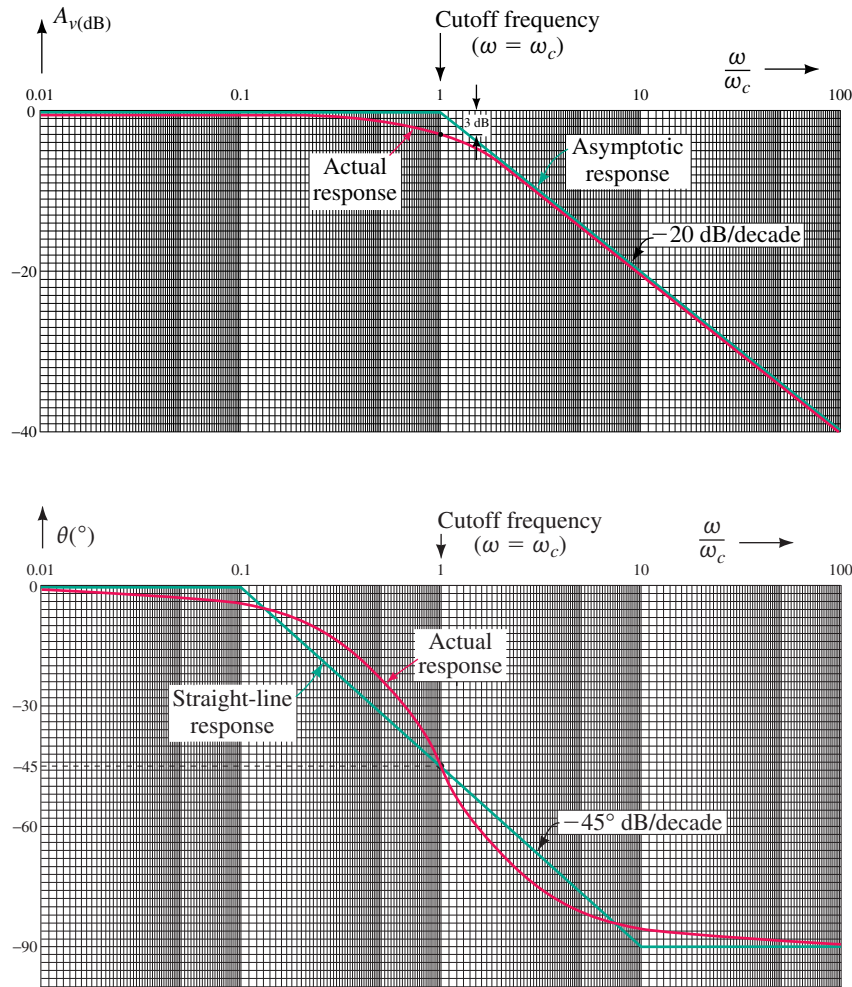 A_v(dB)
Cutoff frequency
(ω = ω_c)
ω
ω_c
0.01 0.1 1 10 100
0
3 dB
Actual
response
Asymptotic
response
−20 dB/decade
−20
−40
θ(°)
Cutoff frequency
(ω = ω_c)
ω
ω_c
0.01 0.1 1 10 100
0
Actual
response
−30
Straight-line
response
−45
−60
−45° dB/decade
−90